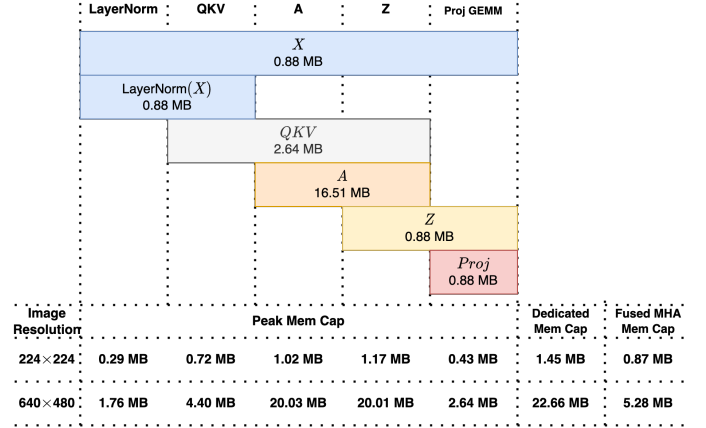 LayerNorm QKV A Z Proj GEMM
X
0.88 MB
LayerNorm(X)
0.88 MB
QKV
2.64 MB
A
16.51 MB
Z
0.88 MB
Proj
0.88 MB
Image
Resolution
Peak Mem Cap
Dedicated
Mem Cap
Fused MHA
Mem Cap
224×224 0.29 MB 0.72 MB 1.02 MB 1.17 MB 0.43 MB 1.45 MB 0.87 MB
640×480 1.76 MB 4.40 MB 20.03 MB 20.01 MB 2.64 MB 22.66 MB 5.28 MB